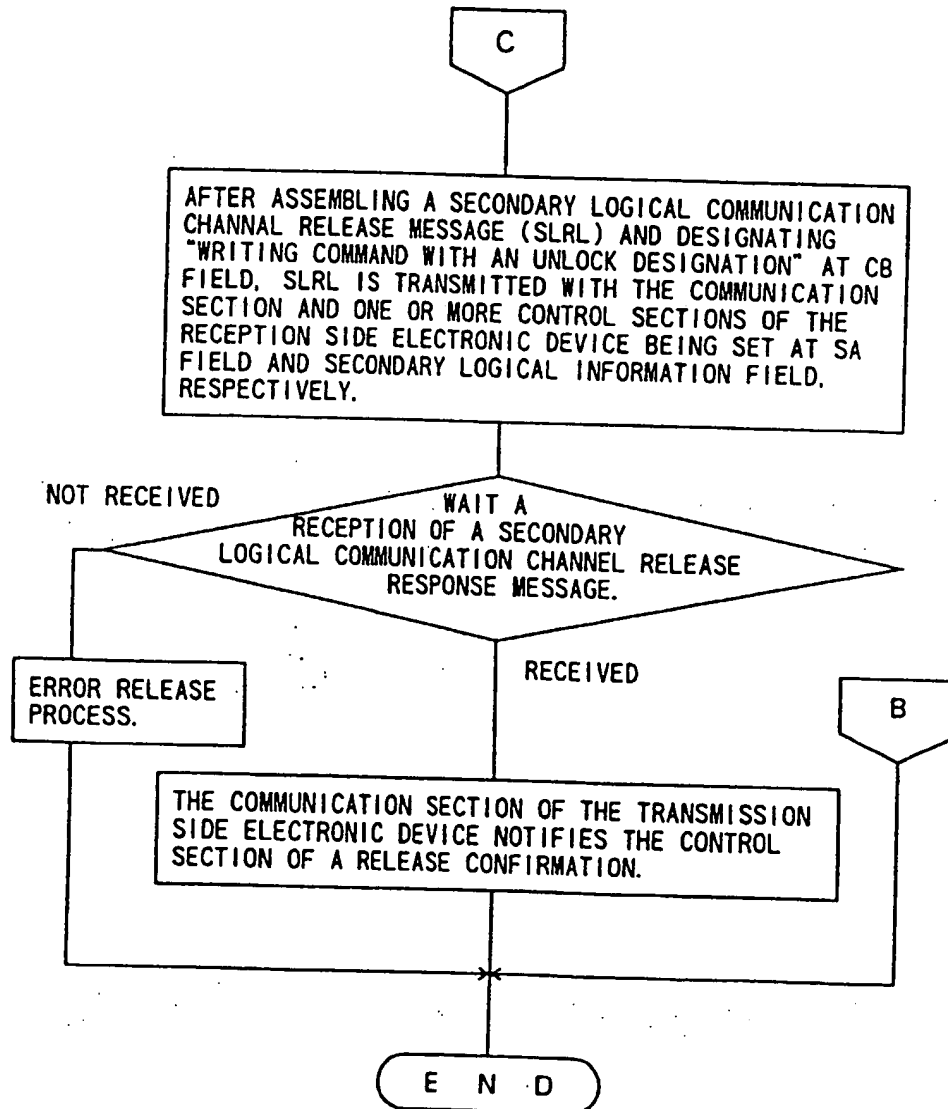 C
AFTER ASSEMBLING A SECONDARY LOGICAL COMMUNICATION
CHANNEL RELEASE MESSAGE (SLRL) AND DESIGNATING
"WRITING COMMAND WITH AN UNLOCK DESIGNATION" AT CB
FIELD, SLRL IS TRANSMITTED WITH THE COMMUNICATION
SECTION AND ONE OR MORE CONTROL SECTIONS OF THE
RECEPTION SIDE ELECTRONIC DEVICE BEING SET AT SA
FIELD AND SECONDARY LOGICAL INFORMATION FIELD,
RESPECTIVELY.
NOT RECEIVED
WAIT A
RECEPTION OF A SECONDARY
LOGICAL COMMUNICATION CHANNEL RELEASE
RESPONSE MESSAGE.
RECEIVED
ERROR RELEASE
PROCESS.
B
THE COMMUNICATION SECTION OF THE TRANSMISSION
SIDE ELECTRONIC DEVICE NOTIFIES THE CONTROL
SECTION OF A RELEASE CONFIRMATION.
E N D